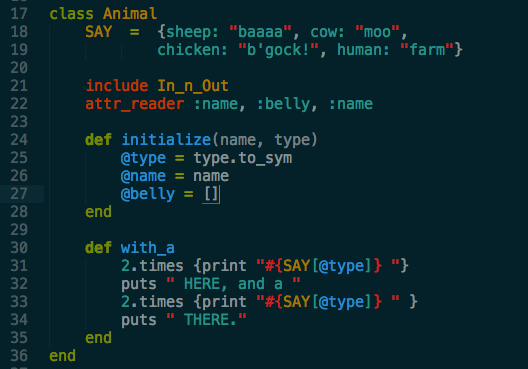 17 class Animal
18     SAY  =  {sheep: "baaaa", cow: "moo",
19             chicken: "b'gock!", human: "farm"}
20
21     include In_n_Out
22     attr_reader :name, :belly, :name
23
24     def initialize(name, type)
25         @type = type.to_sym
26         @name = name
27         @belly = []
28     end
29
30     def with_a
31         2.times {print "#{SAY[@type]} "}
32         puts " HERE, and a "
33         2.times {print "#{SAY[@type]} " }
34         puts " THERE."
35     end
36 end